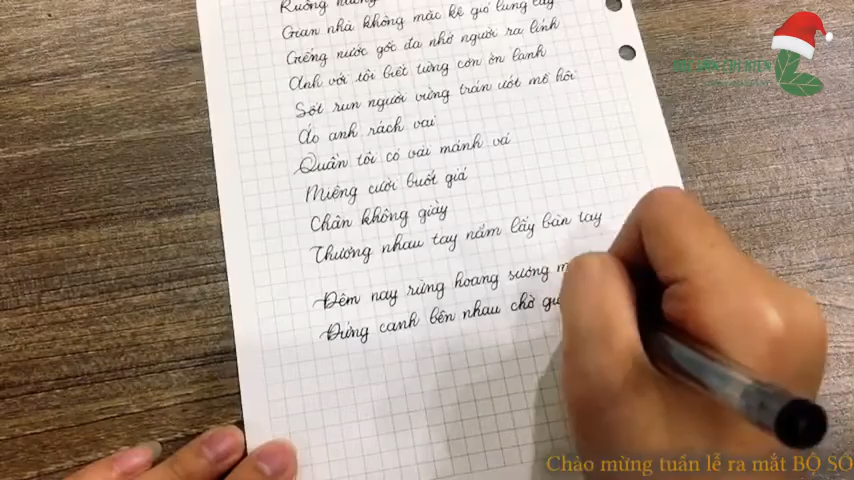 Ruộng nương
Gian nhà không mặc kệ gió lung lay
Giếng nước gốc đa nhớ người ra lính
Anh với tôi biết từng cơn ớn lạnh
Sốt run người vừng trán ướt mồ hôi
Áo anh rách vai
Quần tôi có vài mảnh vá
Miệng cười buốt giá
Chân không giày
Thương nhau tay nắm lấy bàn tay
Đêm nay rừng hoang sương m
Đứng cạnh bên nhau chờ gi
Chào mừng tuần lễ ra mắt BỘ SỐ